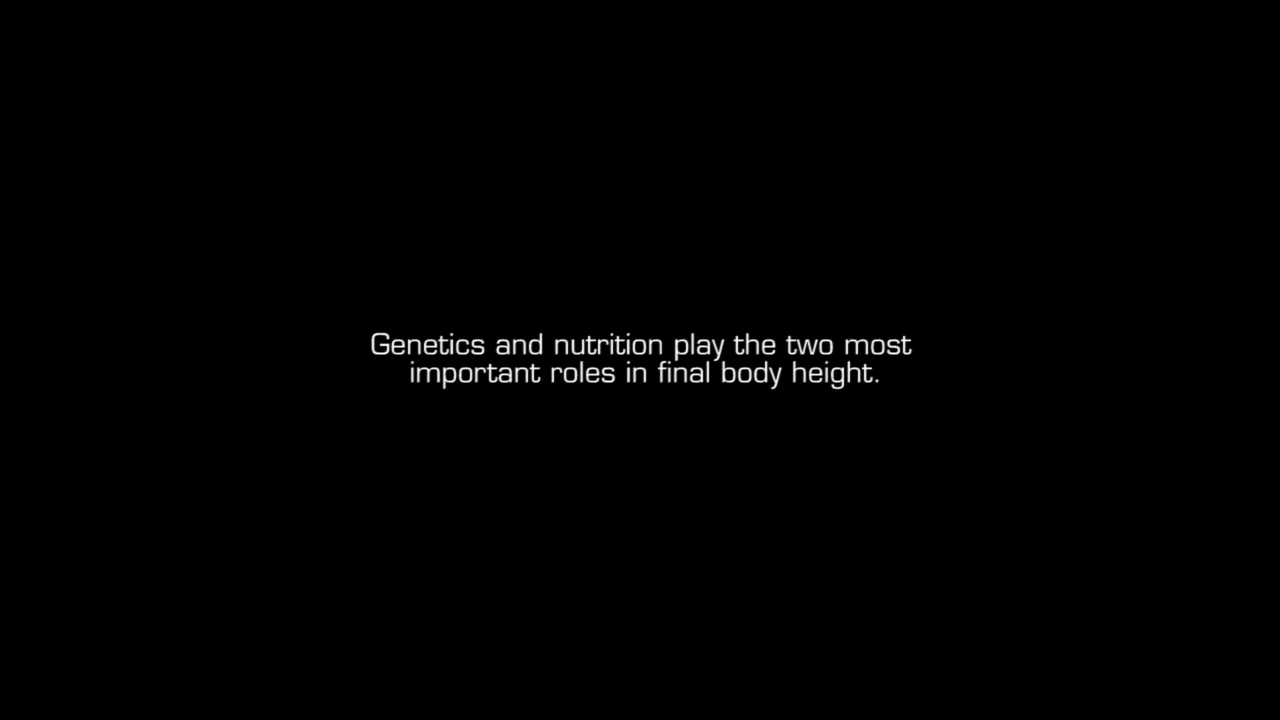 Genetics and nutrition play the two most
important roles in final body height.